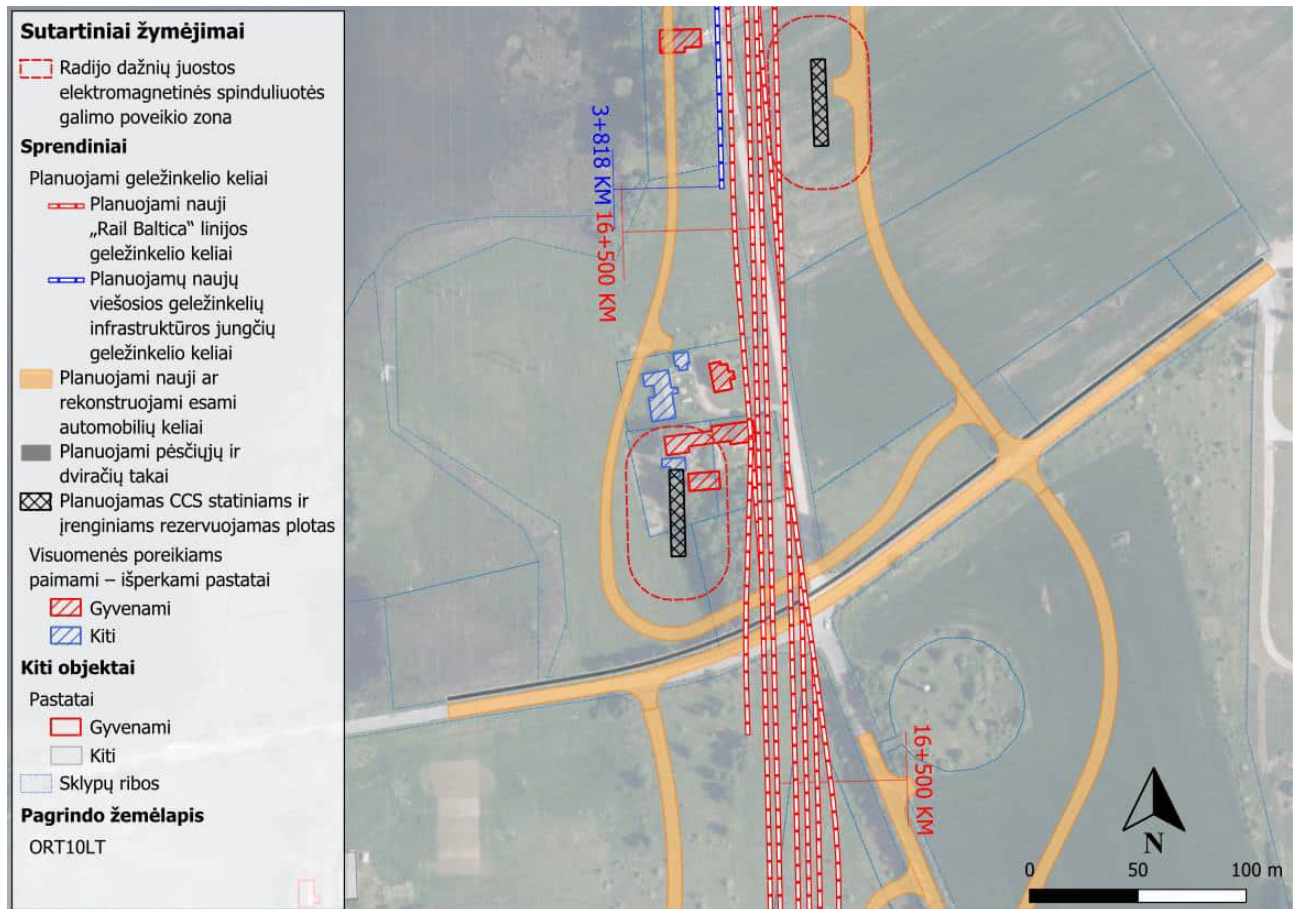 Sutartiniai žymėjimai
Radijo dažnių juostos
elektromagnetinės spinduliuotės
galimo poveikio zona
Sprendiniai
Planuojami geležinkelio keliai
Planuojami nauji
„Rail Baltica“ linijos
geležinkelio keliai
Planuojamų naujų
viešosios geležinkelių
infrastruktūros jungčių
geležinkelio keliai
Planuojami nauji ar
rekonstruojami esami
automobilių keliai
Planuojami pėsčiųjų ir
dviračių takai
Planuojamas CCS statiniams ir
įrenginiams rezervuojamas plotas
Visuomenės poreikiams
paimami – išperkami pastatai
Gyvenami
Kiti
Kiti objektai
Pastatai
Gyvenami
Kiti
Sklypų ribos
Pagrindo žemėlapis
ORT10LT
3+818 KM
16+500 KM
16+500 KM
N
0 50 100 m